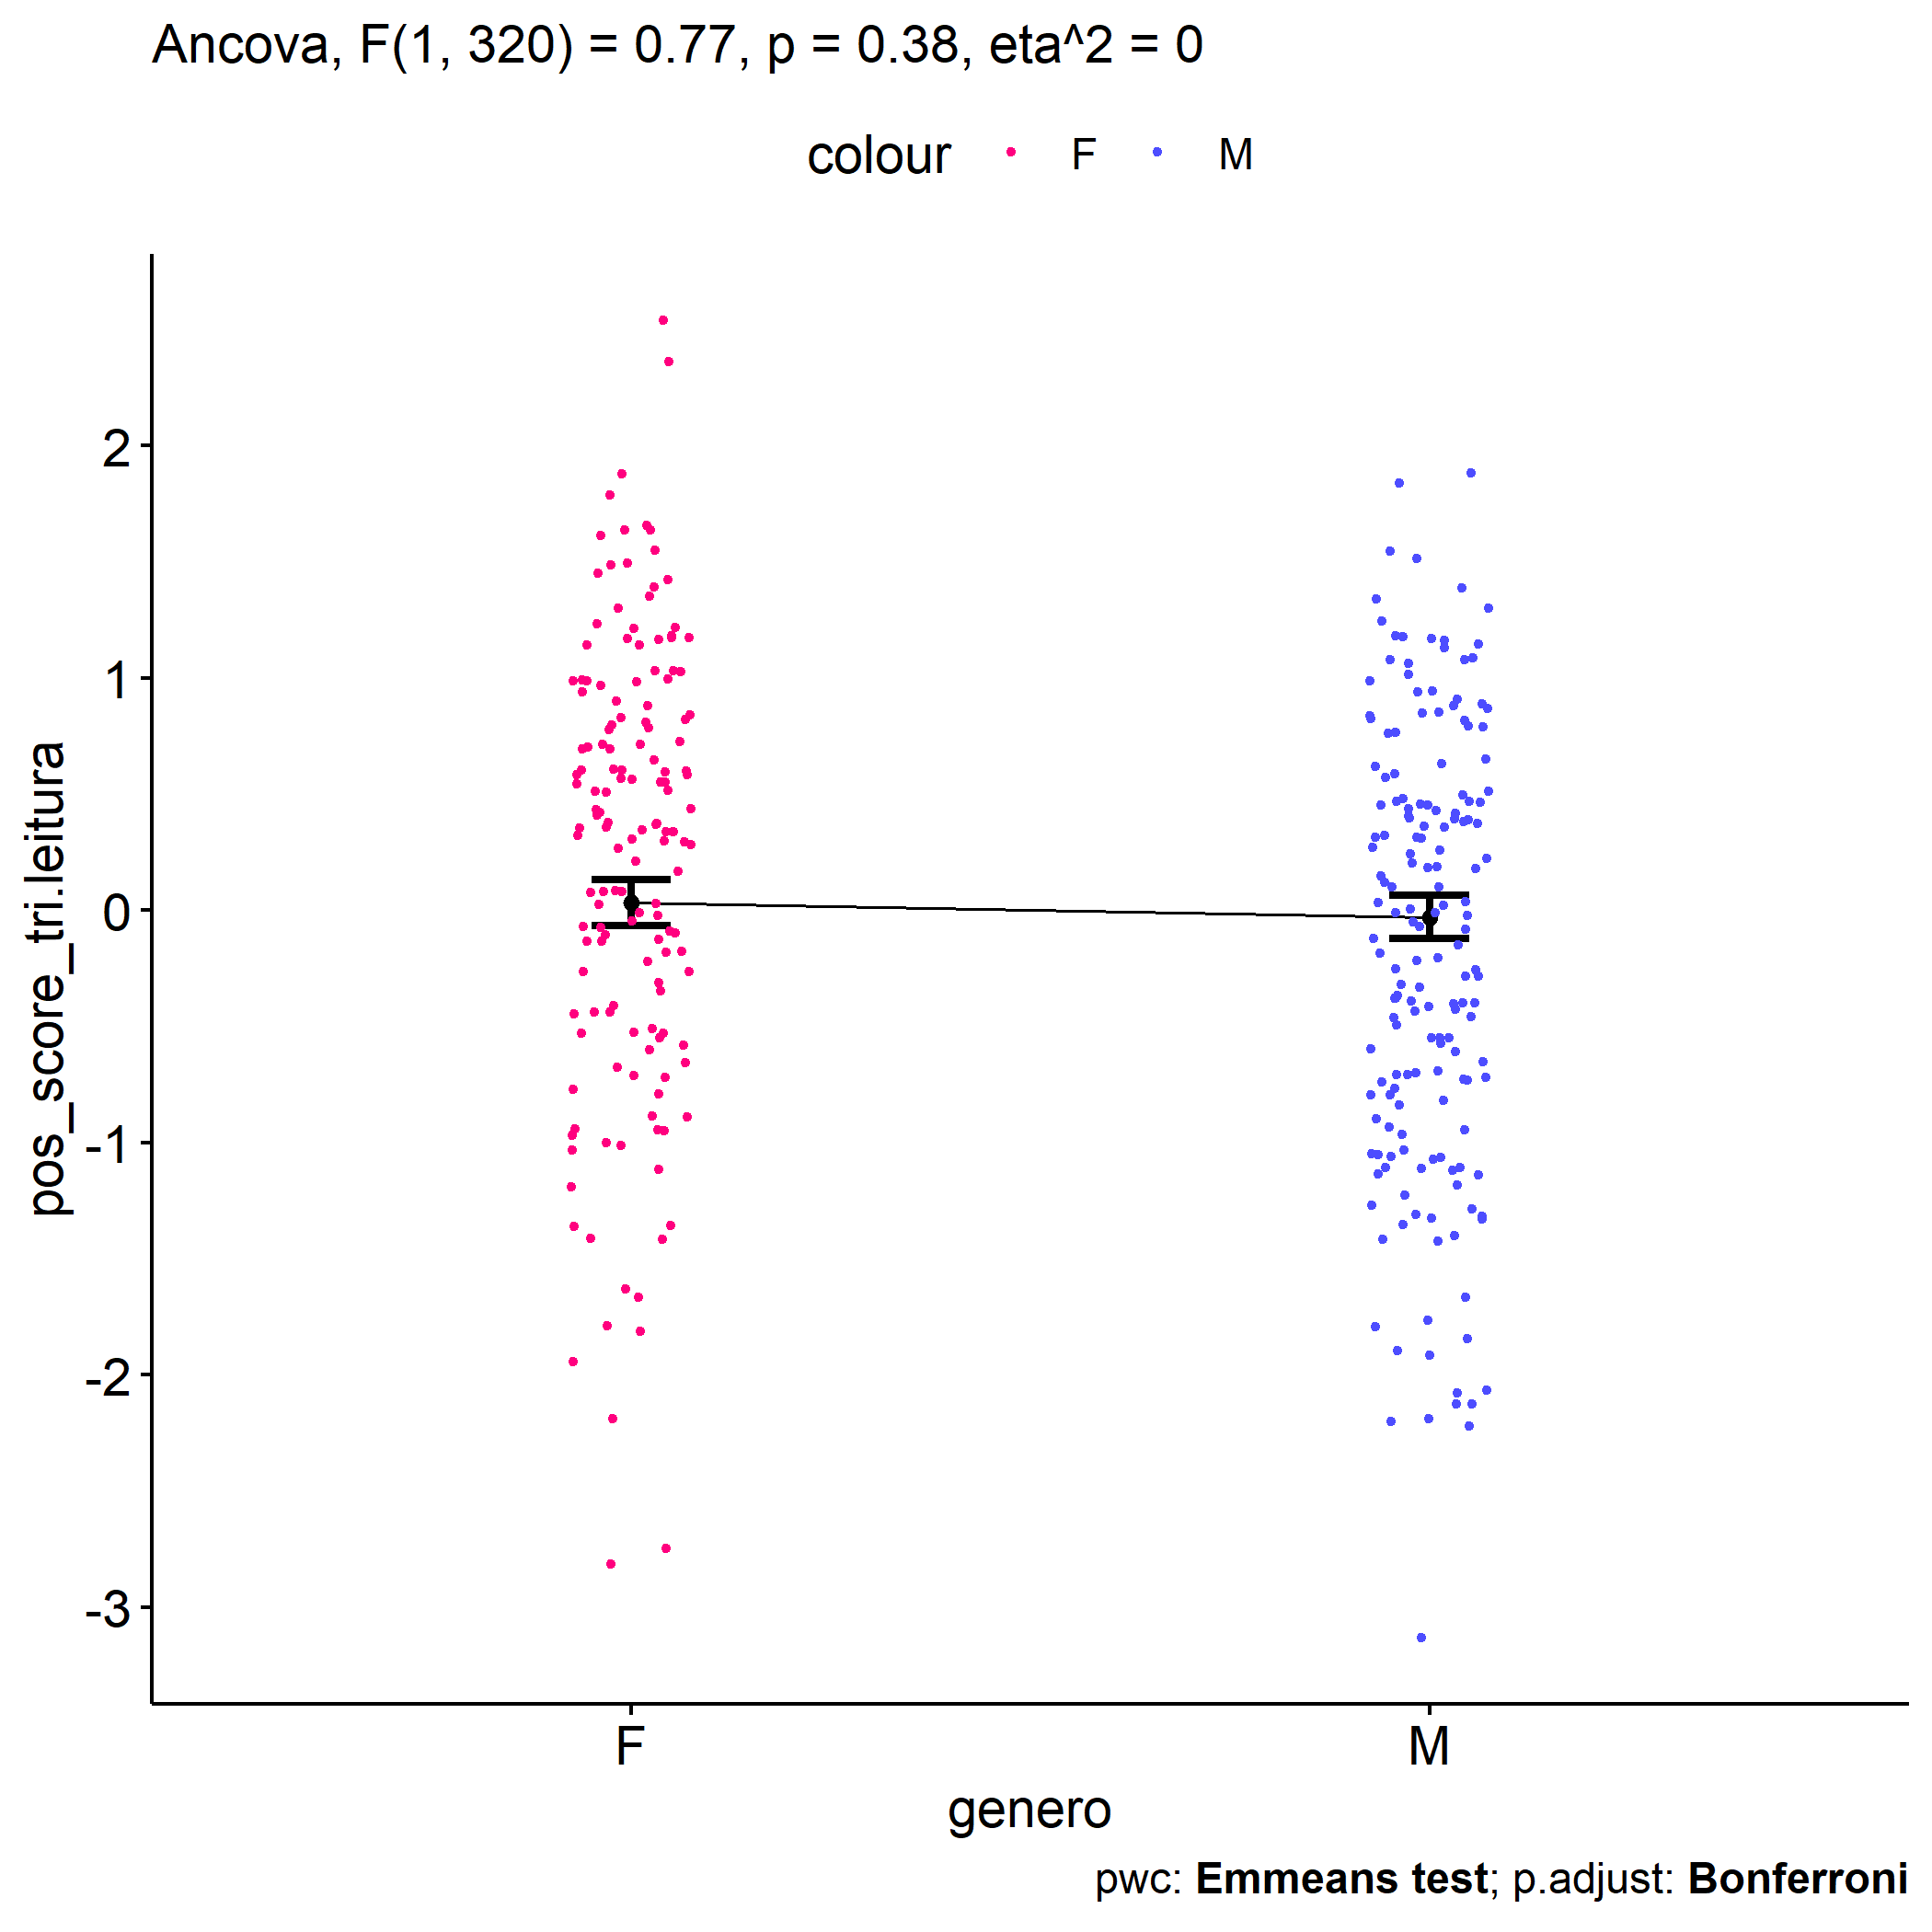 Ancova, F(1, 320) = 0.77, p = 0.38, eta^2 = 0
colour F M
pos_score_tri.leitura
2
1
0
-1
-2
-3
F M
genero
pwc: Emmeans test; p.adjust: Bonferroni